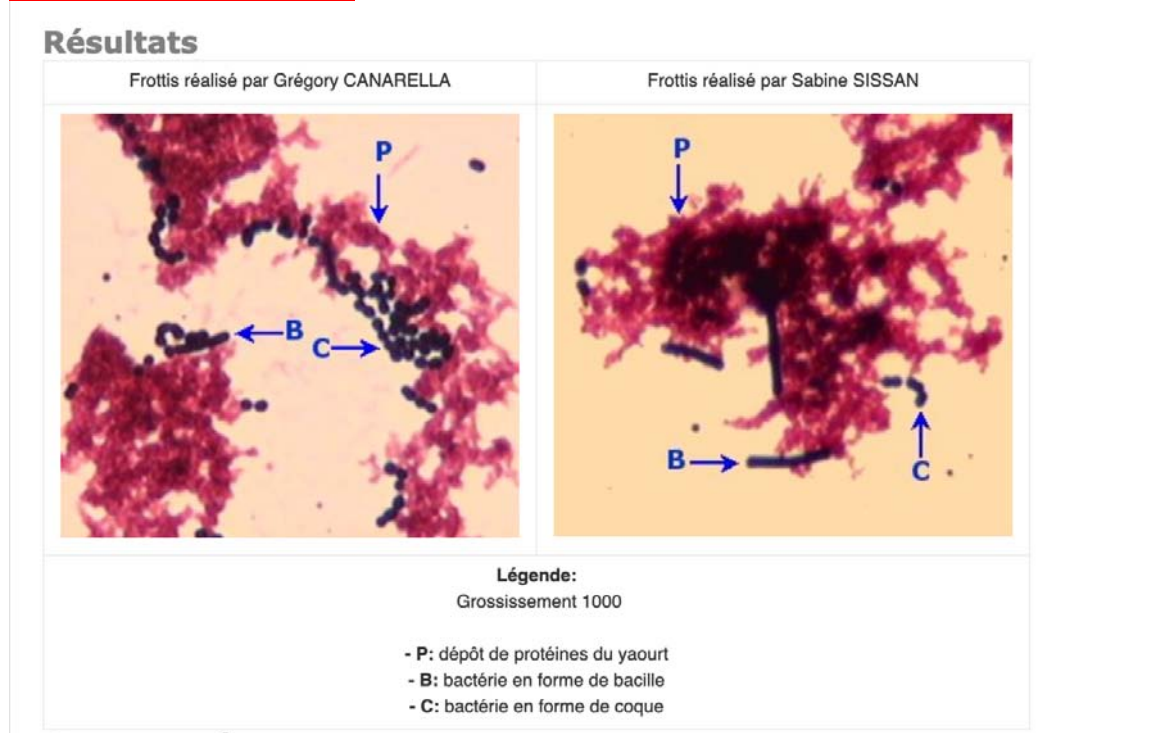 Résultats
Frottis réalisé par Grégory CANARELLA
Frottis réalisé par Sabine SISSAN
P
B
C
P
B
C
Légende:
Grossissement 1000
- P: dépôt de protéines du yaourt
- B: bactérie en forme de bacille
- C: bactérie en forme de coque